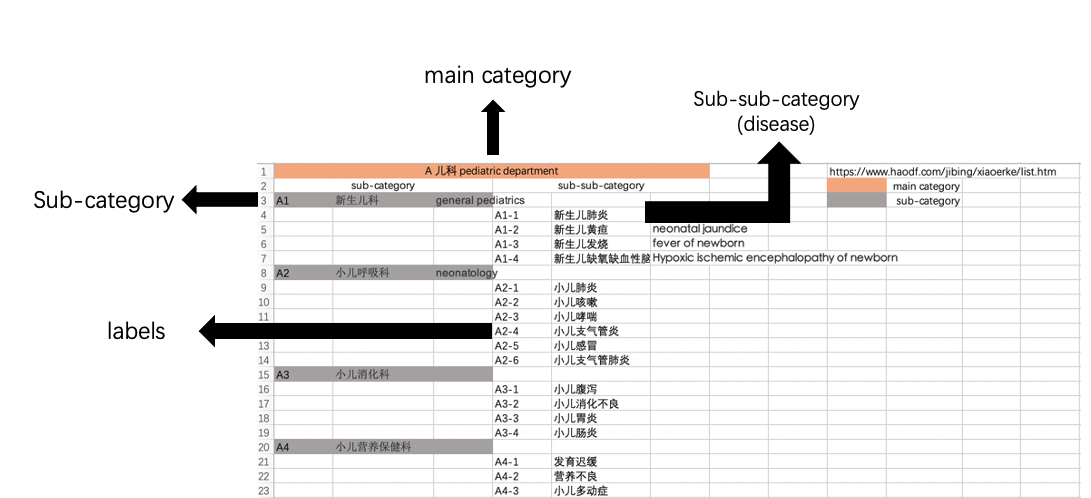 main category
Sub-sub-category
(disease)
Sub-category
labels
1 A 儿科 pediatric department https://www.haodf.com/jibing/xiaoerke/list.htm
2 sub-category sub-sub-category main category
3 A1 新生儿科 general pediatrics sub-category
4 A1-1 新生儿肺炎
5 A1-2 新生儿黄疸 neonatal jaundice
6 A1-3 新生儿发烧 fever of newborn
7 A1-4 新生儿缺氧缺血性脑 Hypoxic ischemic encephalopathy of newborn
8 A2 小儿呼吸科 neonatology
9 A2-1 小儿肺炎
10 A2-2 小儿咳嗽
11 A2-3 小儿哮喘
A2-4 小儿支气管炎
13 A2-5 小儿感冒
14 A2-6 小儿支气管肺炎
15 A3 小儿消化科
16 A3-1 小儿腹泻
17 A3-2 小儿消化不良
18 A3-3 小儿胃炎
19 A3-4 小儿肠炎
20 A4 小儿营养保健科
21 A4-1 发育迟缓
22 A4-2 营养不良
23 A4-3 小儿多动症